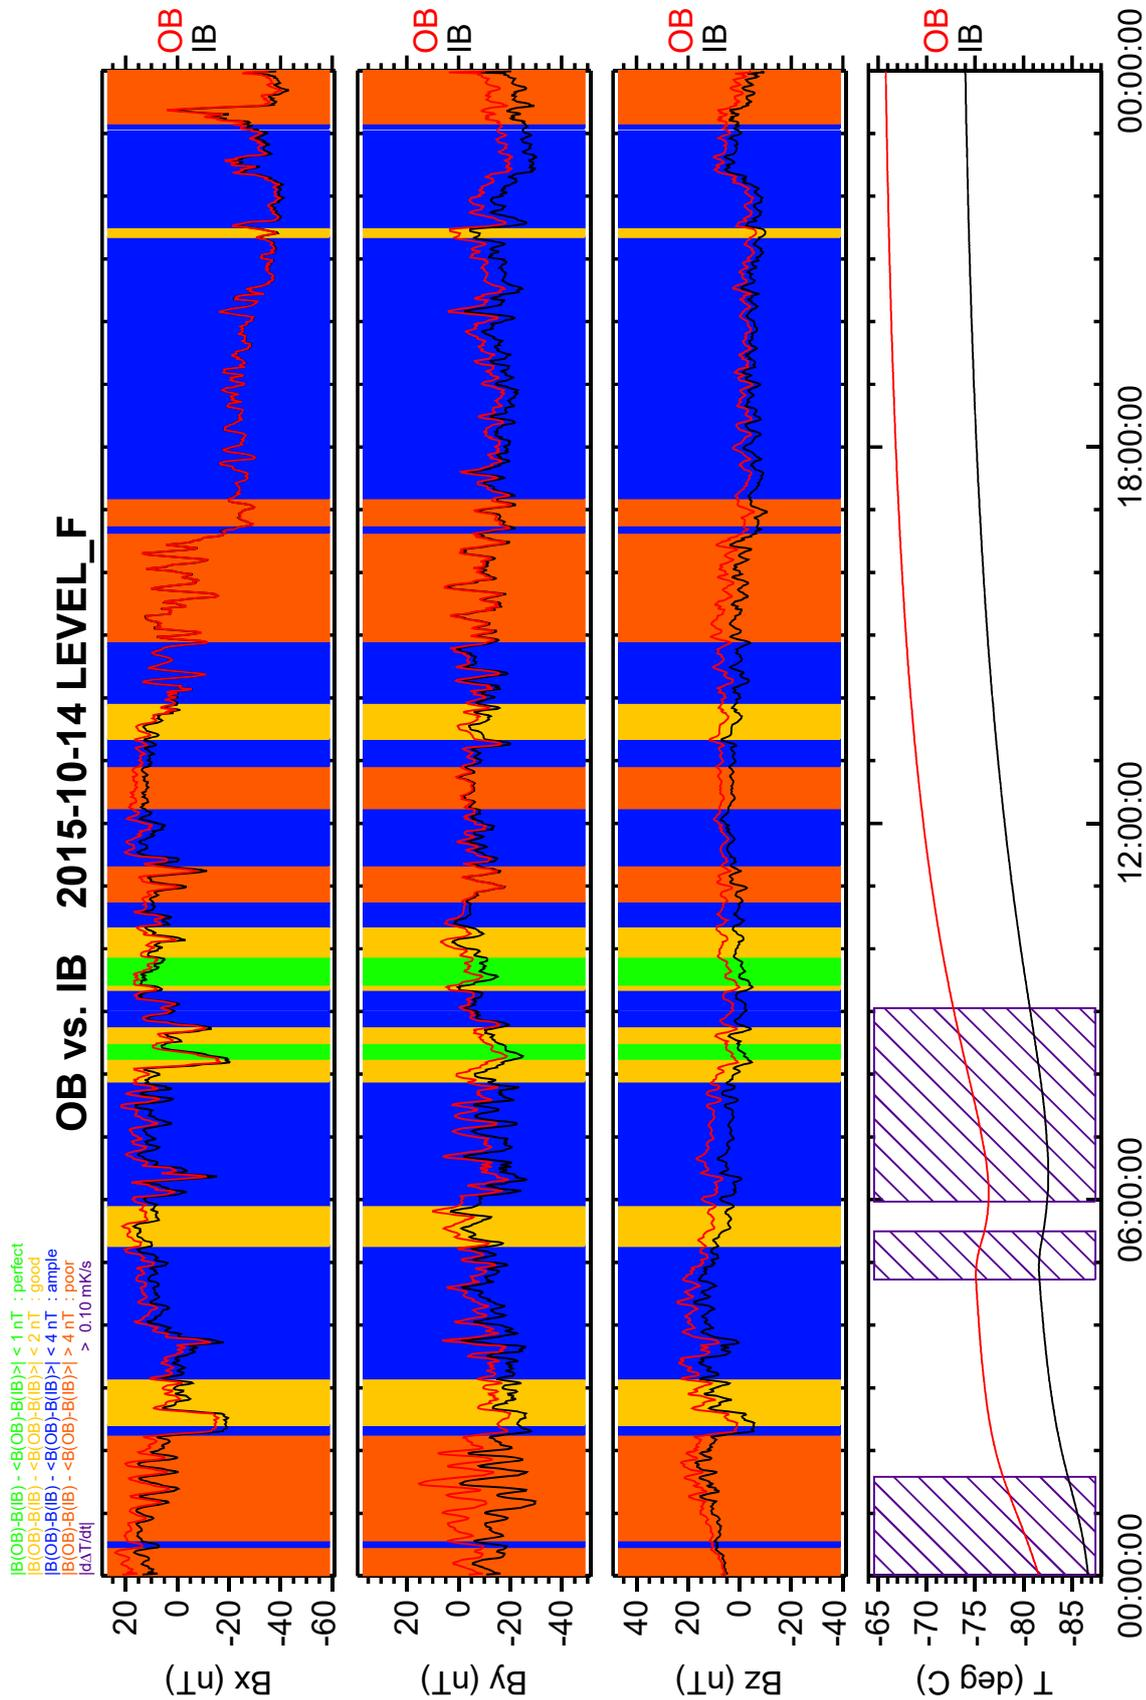 OB vs. IB 2015-10-14 LEVEL_F
|B(OB)-B(IB) - <B(OB)-B(IB)>| < 1 nT : perfect
|B(OB)-B(IB) - <B(OB)-B(IB)>| < 2 nT : good
|B(OB)-B(IB) - <B(OB)-B(IB)>| < 4 nT : ample
|B(OB)-B(IB) - <B(OB)-B(IB)>| > 4 nT : poor
|dΔT/dt| > 0.10 mK/s
Bx (nT)
20
0
-20
-40
-60
OB
IB
By (nT)
20
0
-20
-40
OB
IB
Bz (nT)
40
20
0
-20
-40
OB
IB
T (deg C)
-65
-70
-75
-80
-85
OB
IB
00:00:00 06:00:00 12:00:00 18:00:00 00:00:00